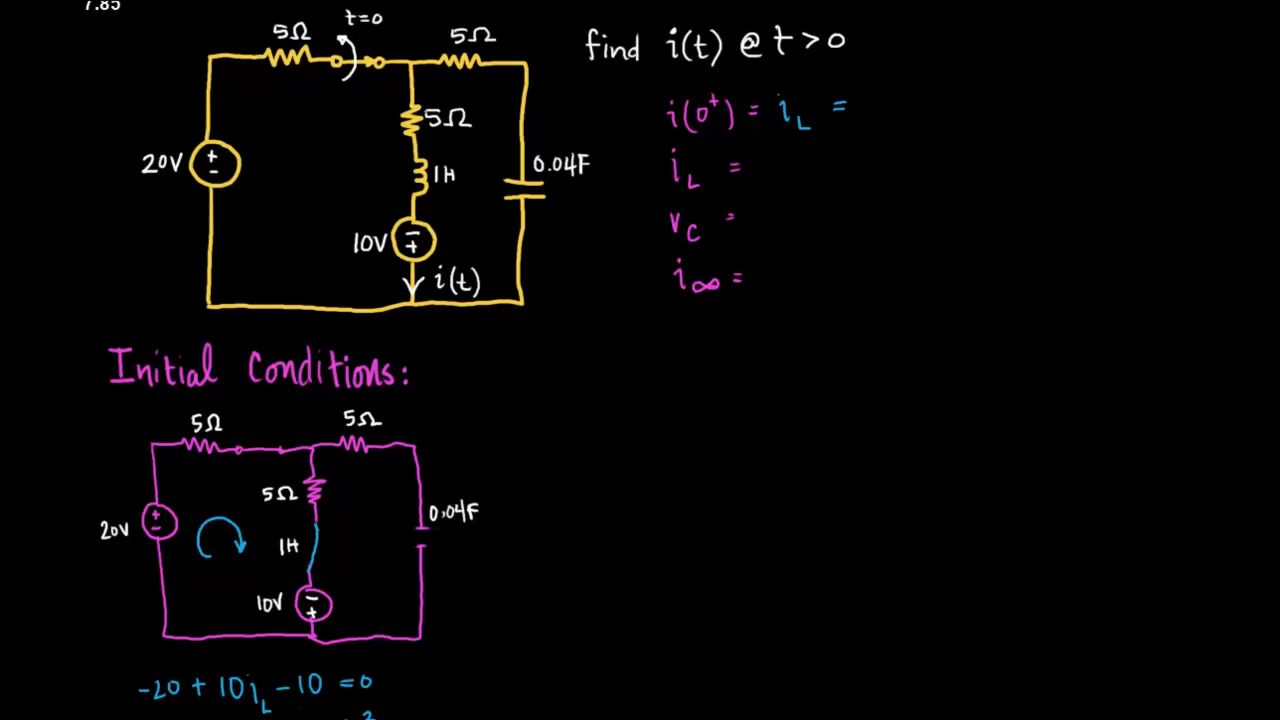 7.85
t=0
5Ω
5Ω
find i(t) @ t > 0
5Ω
i(0⁺) = i_L =
20V
+
-
1H
0.04F
i_L =
10V
-
+
v_C =
i(t)
i_∞ =
Initial Conditions:
5Ω
5Ω
5Ω
0.04F
20V
+
-
1H
10V
-
+
-20 + 10i_L - 10 = 0